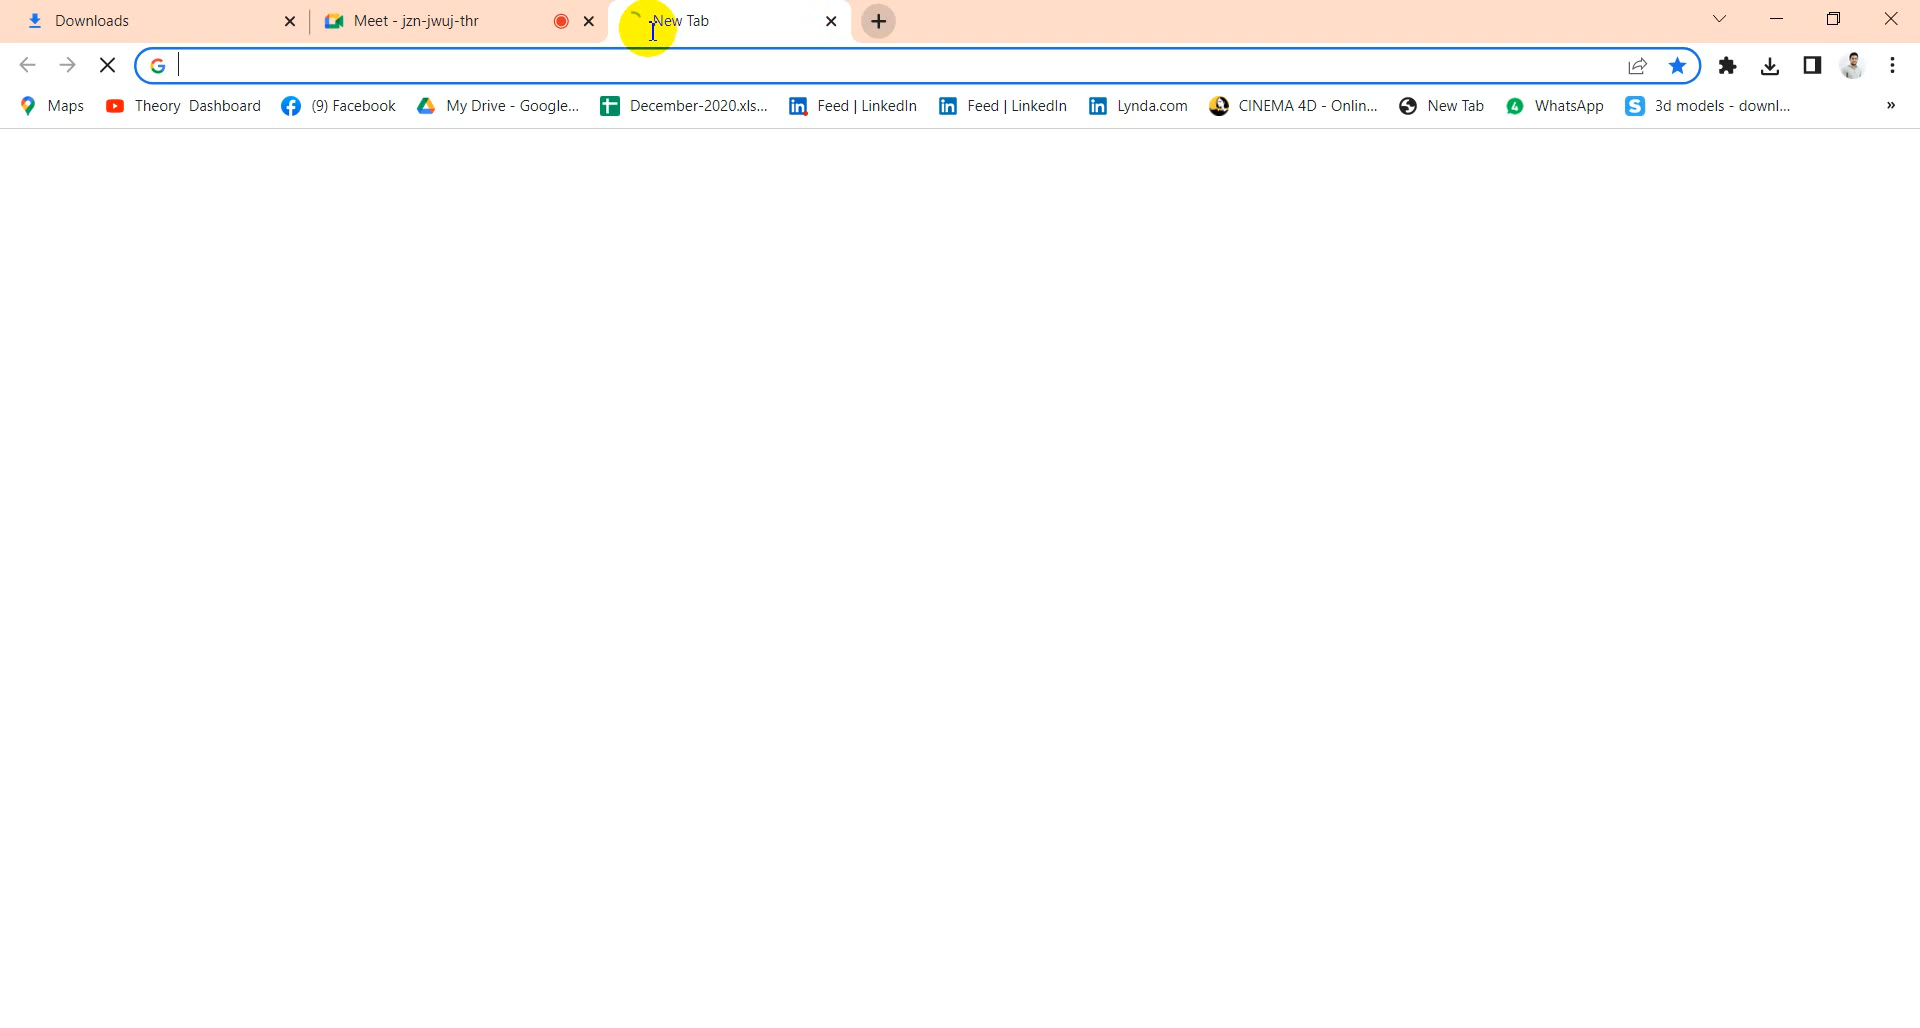 Downloads Meet - jzn-jwuj-thr New Tab
Maps Theory Dashboard (9) Facebook My Drive - Google... December-2020.xls... Feed | LinkedIn Feed | LinkedIn Lynda.com CINEMA 4D - Onlin... New Tab WhatsApp 3d models - downl... »